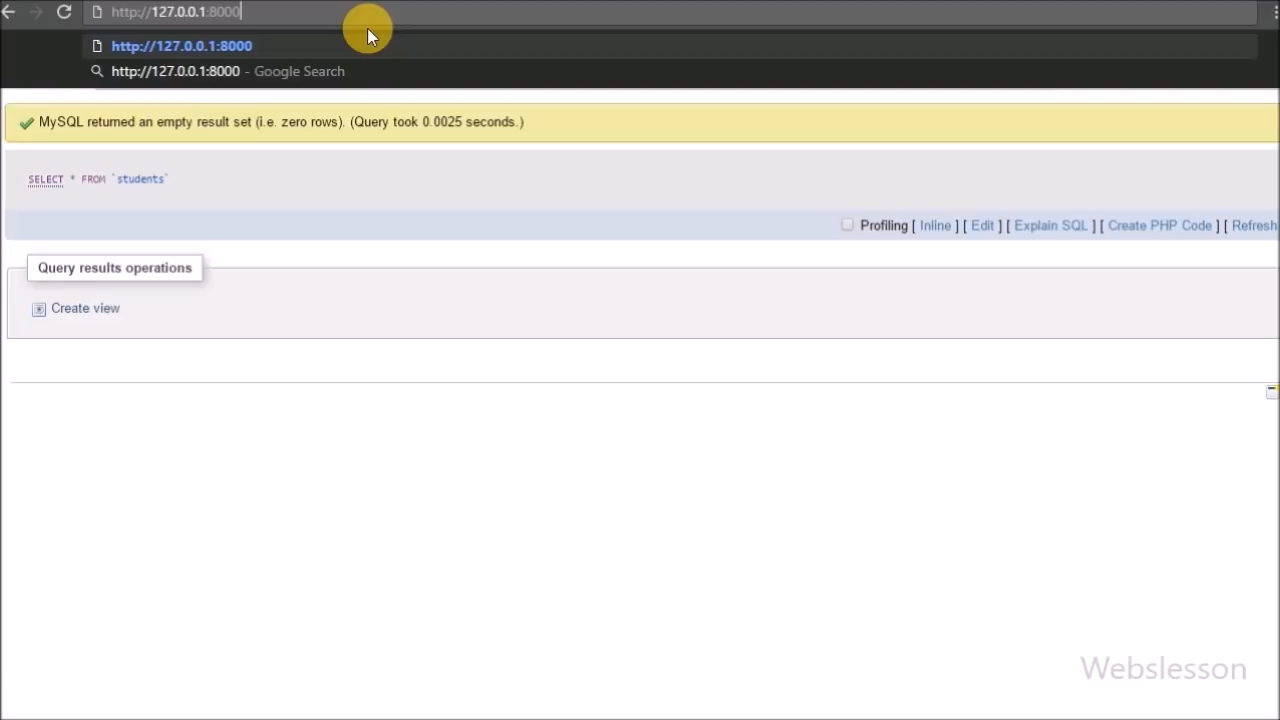 http://127.0.0.1:8000
http://127.0.0.1:8000
http://127.0.0.1:8000 - Google Search
MySQL returned an empty result set (i.e. zero rows). (Query took 0.0025 seconds.)
SELECT * FROM `students`
Profiling [ Inline ] [ Edit ] [ Explain SQL ] [ Create PHP Code ] [ Refresh
Query results operations
Create view
Webslesson